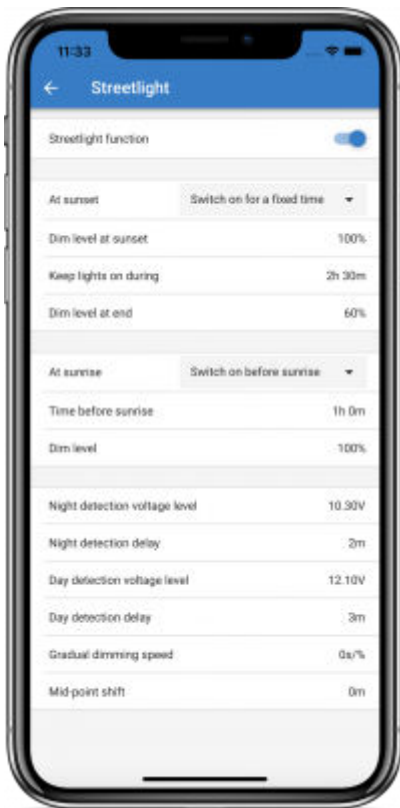 11:33
← Streetlight
Streetlight function
At sunset Switch on for a fixed time
Dim level at sunset 100%
Keep lights on during 2h 30m
Dim level at end 60%
At sunrise Switch on before sunrise
Time before sunrise 1h 0m
Dim level 100%
Night detection voltage level 10.30V
Night detection delay 2m
Day detection voltage level 12.10V
Day detection delay 3m
Gradual dimming speed 0s/%
Mid-point shift 0m